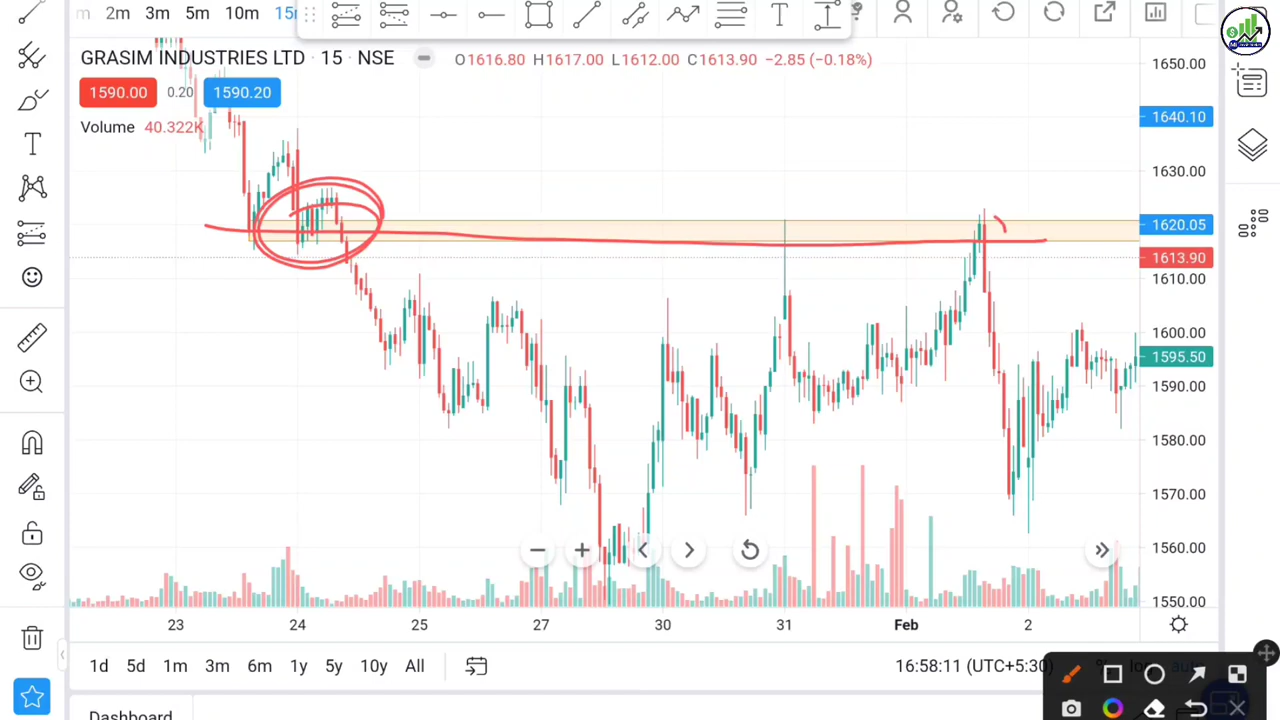 m 2m 3m 5m 10m 15m
GRASIM INDUSTRIES LTD · 15 · NSE
O1616.80 H1617.00 L1612.00 C1613.90 −2.85 (−0.18%)
1590.00 0.20 1590.20
Volume 40.322K
1650.00
1640.10
1630.00
1620.05
1613.90
1610.00
1600.00
1595.50
1590.00
1580.00
1570.00
1560.00
1550.00
23 24 25 27 30 31 Feb 2
1d 5d 1m 3m 6m 1y 5y 10y All
16:58:11 (UTC+5:30) % log auto
Dashboard